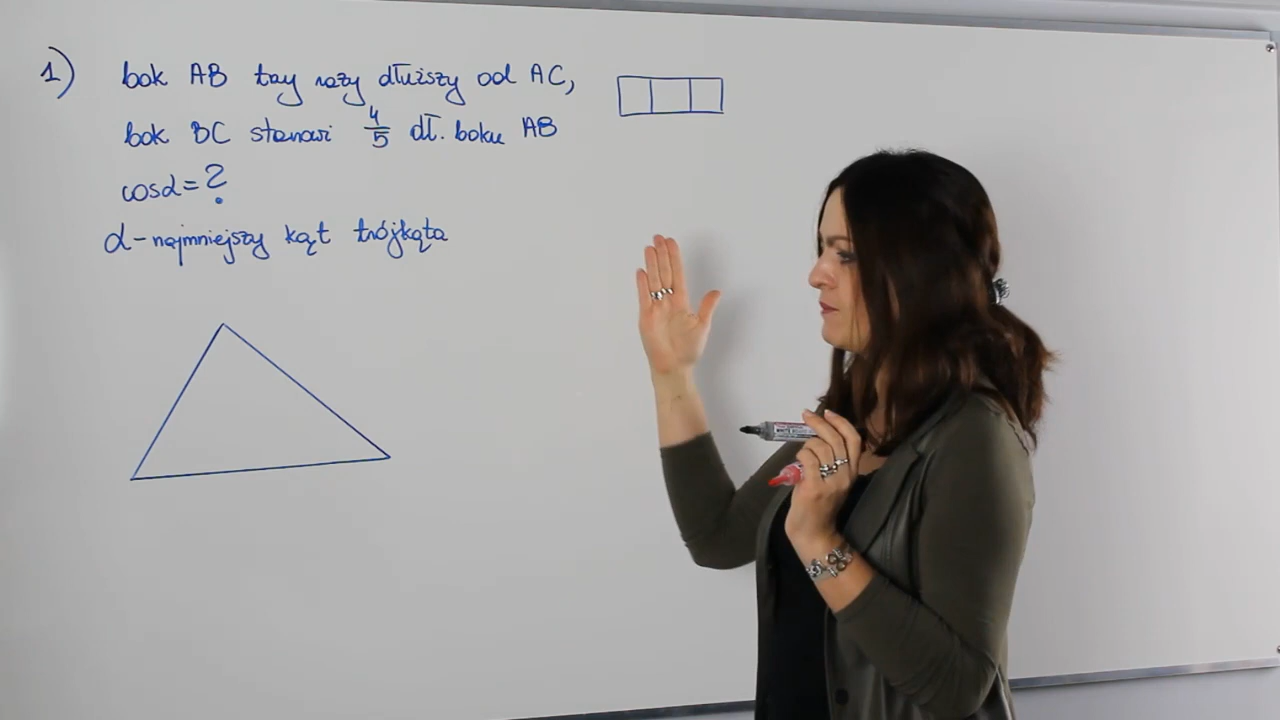 1) bok AB trzy razy dłuższy od AC,
bok BC stanowi 4/5 dł. boku AB
cosα = ?
α - najmniejszy kąt trójkąta